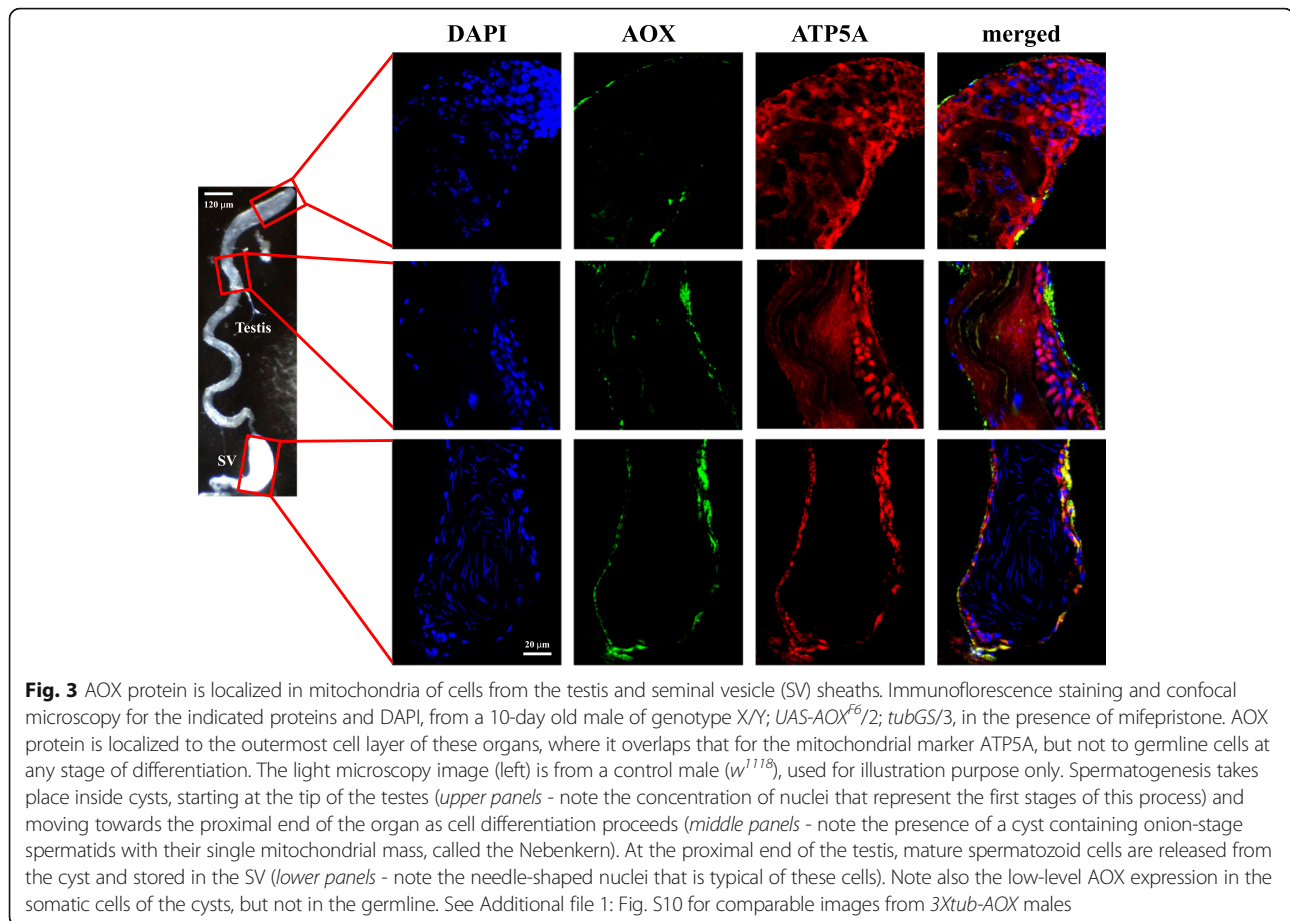 DAPI AOX ATP5A merged
120 µm
Testis
SV
20 µm
Fig. 3 AOX protein is localized in mitochondria of cells from the testis and seminal vesicle (SV) sheaths. Immunoflorescence staining and confocal
microscopy for the indicated proteins and DAPI, from a 10-day old male of genotype X/Y; UAS-AOX^F6/2; tubGS/3, in the presence of mifepristone. AOX
protein is localized to the outermost cell layer of these organs, where it overlaps that for the mitochondrial marker ATP5A, but not to germline cells at
any stage of differentiation. The light microscopy image (left) is from a control male (w^1118), used for illustration purpose only. Spermatogenesis takes
place inside cysts, starting at the tip of the testes (upper panels - note the concentration of nuclei that represent the first stages of this process) and
moving towards the proximal end of the organ as cell differentiation proceeds (middle panels - note the presence of a cyst containing onion-stage
spermatids with their single mitochondrial mass, called the Nebenkern). At the proximal end of the testis, mature spermatozoid cells are released from
the cyst and stored in the SV (lower panels - note the needle-shaped nuclei that is typical of these cells). Note also the low-level AOX expression in the
somatic cells of the cysts, but not in the germline. See Additional file 1: Fig. S10 for comparable images from 3Xtub-AOX males